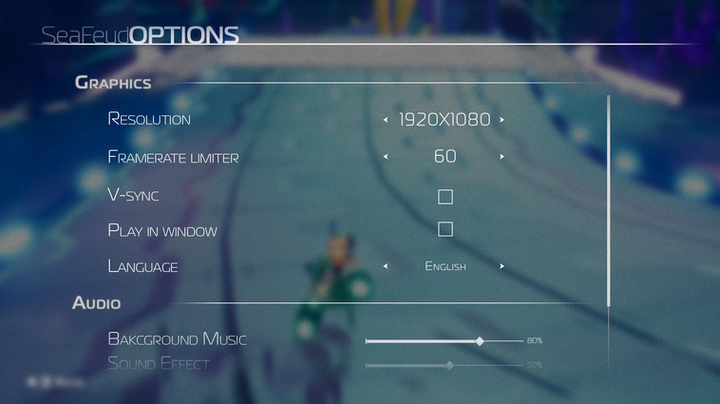 SeaFeudOPTIONS
GRAPHICS
RESOLUTION 1920X1080
FRAMERATE LIMITER 60
V-SYNC
PLAY IN WINDOW
LANGUAGE ENGLISH
AUDIO
BAKCGROUND MUSIC 80%
SOUND EFFECT 50%